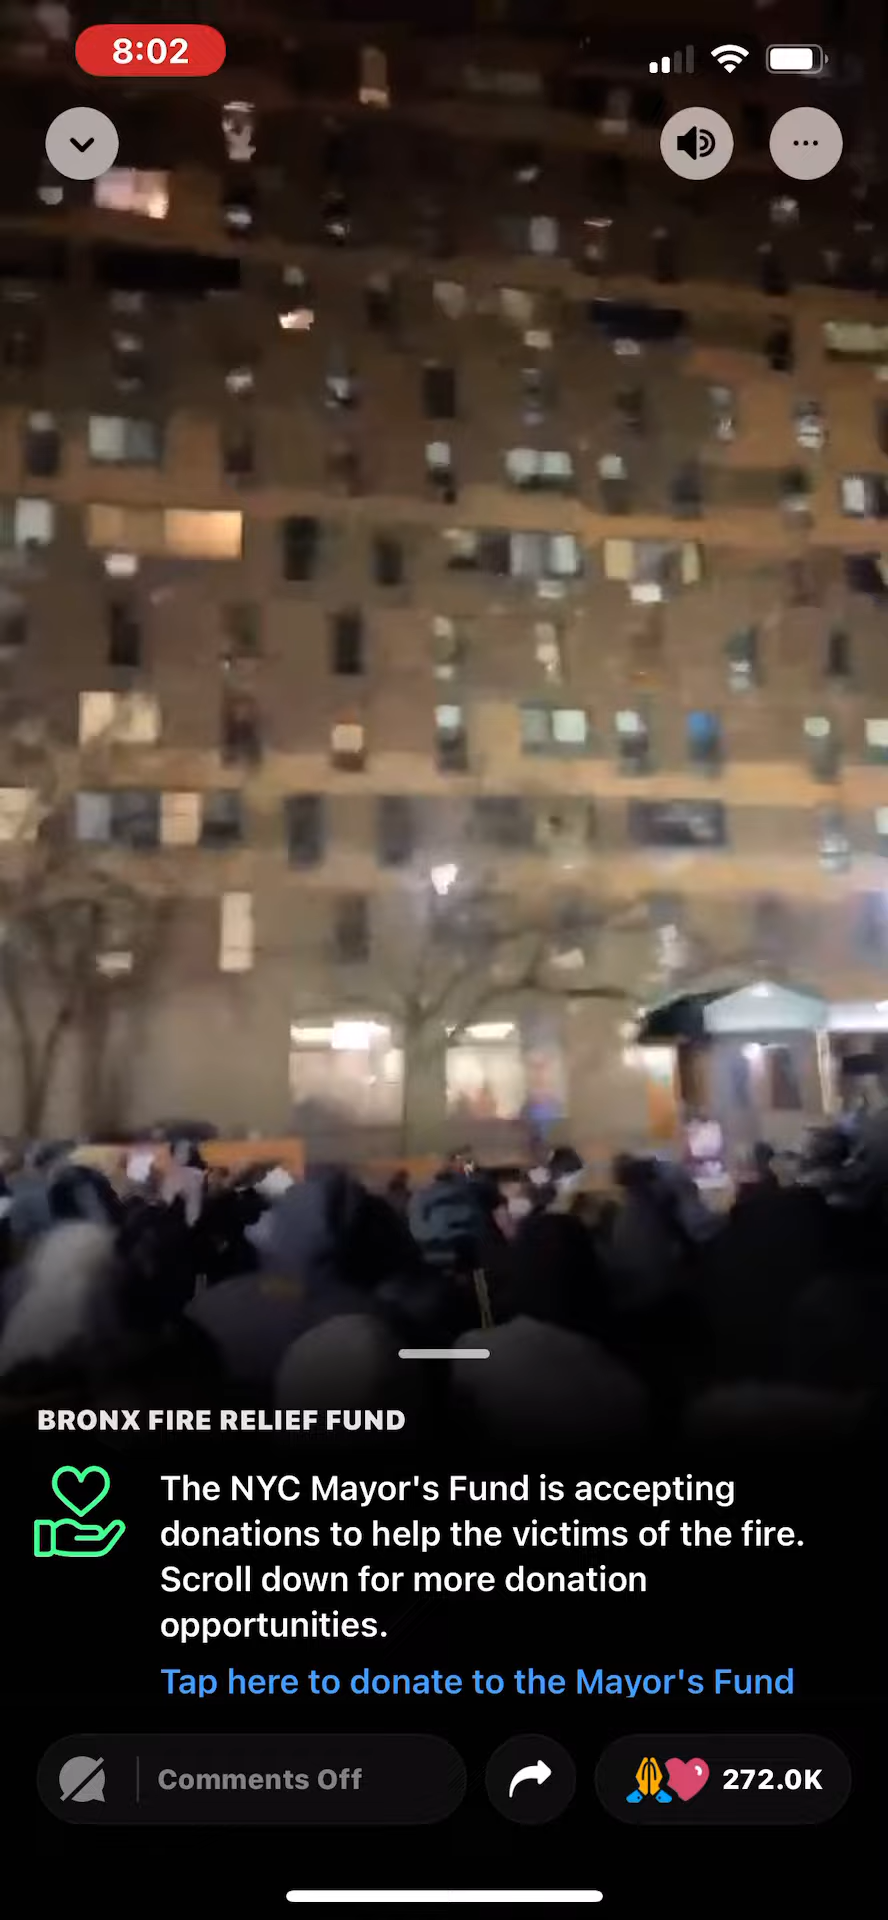 8:02
BRONX FIRE RELIEF FUND
The NYC Mayor's Fund is accepting
donations to help the victims of the fire.
Scroll down for more donation
opportunities.
Tap here to donate to the Mayor's Fund
Comments Off
272.0K